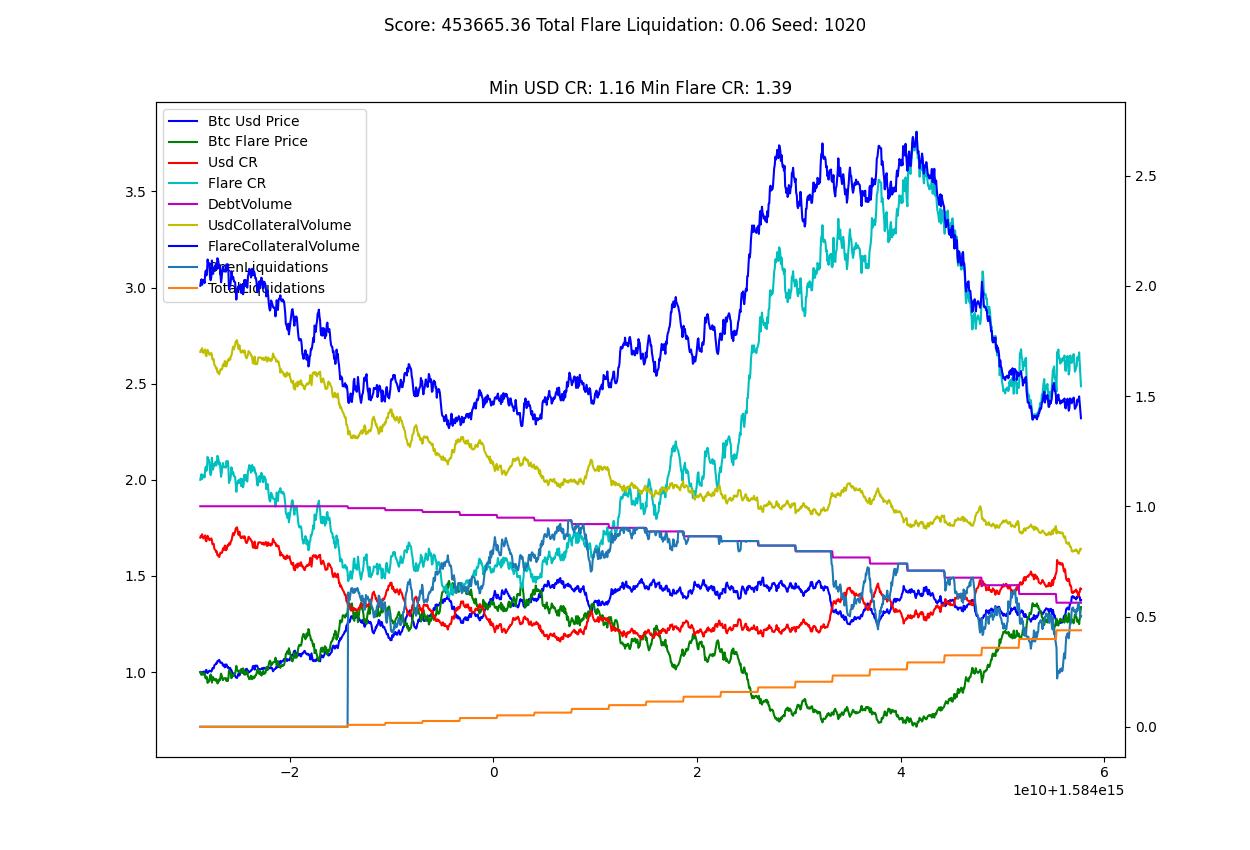 Score: 453665.36 Total Flare Liquidation: 0.06 Seed: 1020
Min USD CR: 1.16 Min Flare CR: 1.39
Btc Usd Price
Btc Flare Price
Usd CR
Flare CR
DebtVolume
UsdCollateralVolume
FlareCollateralVolume
OpenLiquidations
TotalLiquidations
3.5
3.0
2.5
2.0
1.5
1.0
2.5
2.0
1.5
1.0
0.5
0.0
−2
0
2
4
6
1e10+1.584e15